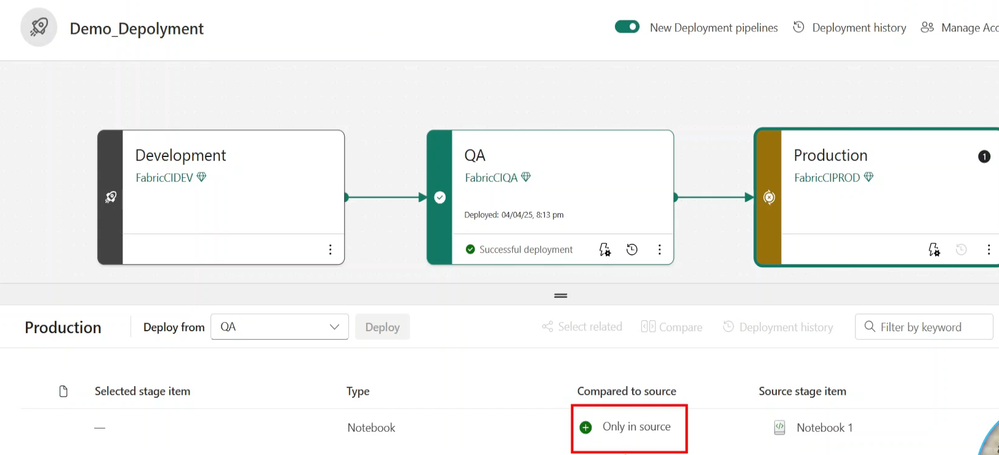 Demo_Depolyment
New Deployment pipelines
Deployment history
Manage Acc
Development
FabricCIDEV
QA
FabricCIQA
Deployed: 04/04/25, 8:13 pm
Successful deployment
Production
1
FabricCIPROD
Production
Deploy from
QA
Deploy
Select related
Compare
Deployment history
Filter by keyword
Selected stage item
Type
Compared to source
Source stage item
—
Notebook
Only in source
Notebook 1